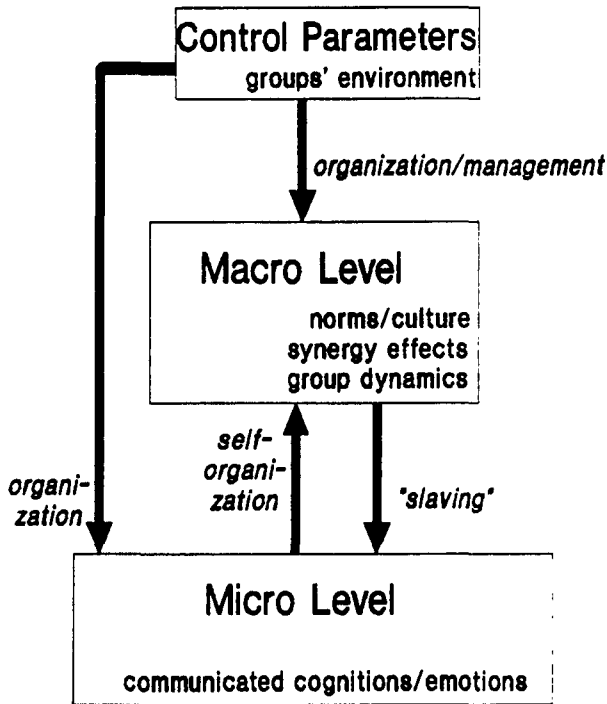 Control Parameters
groups' environment
organization/management
Macro Level
norms/culture
synergy effects
group dynamics
self-
organi-
zation
organi-
zation
"slaving"
Micro Level
communicated cognitions/emotions